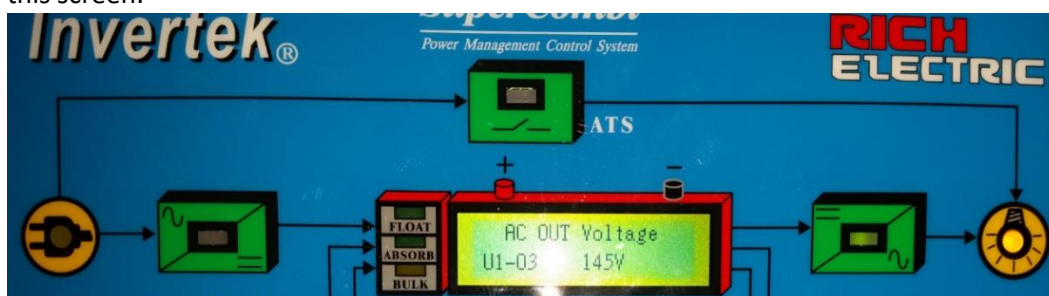 this screen.
Invertek®
SuperCombi
Power Management Control System
RICH
ELECTRIC
ATS
+
-
FLOAT
ABSORB
BULK
AC OUT Voltage
U1-03 145V